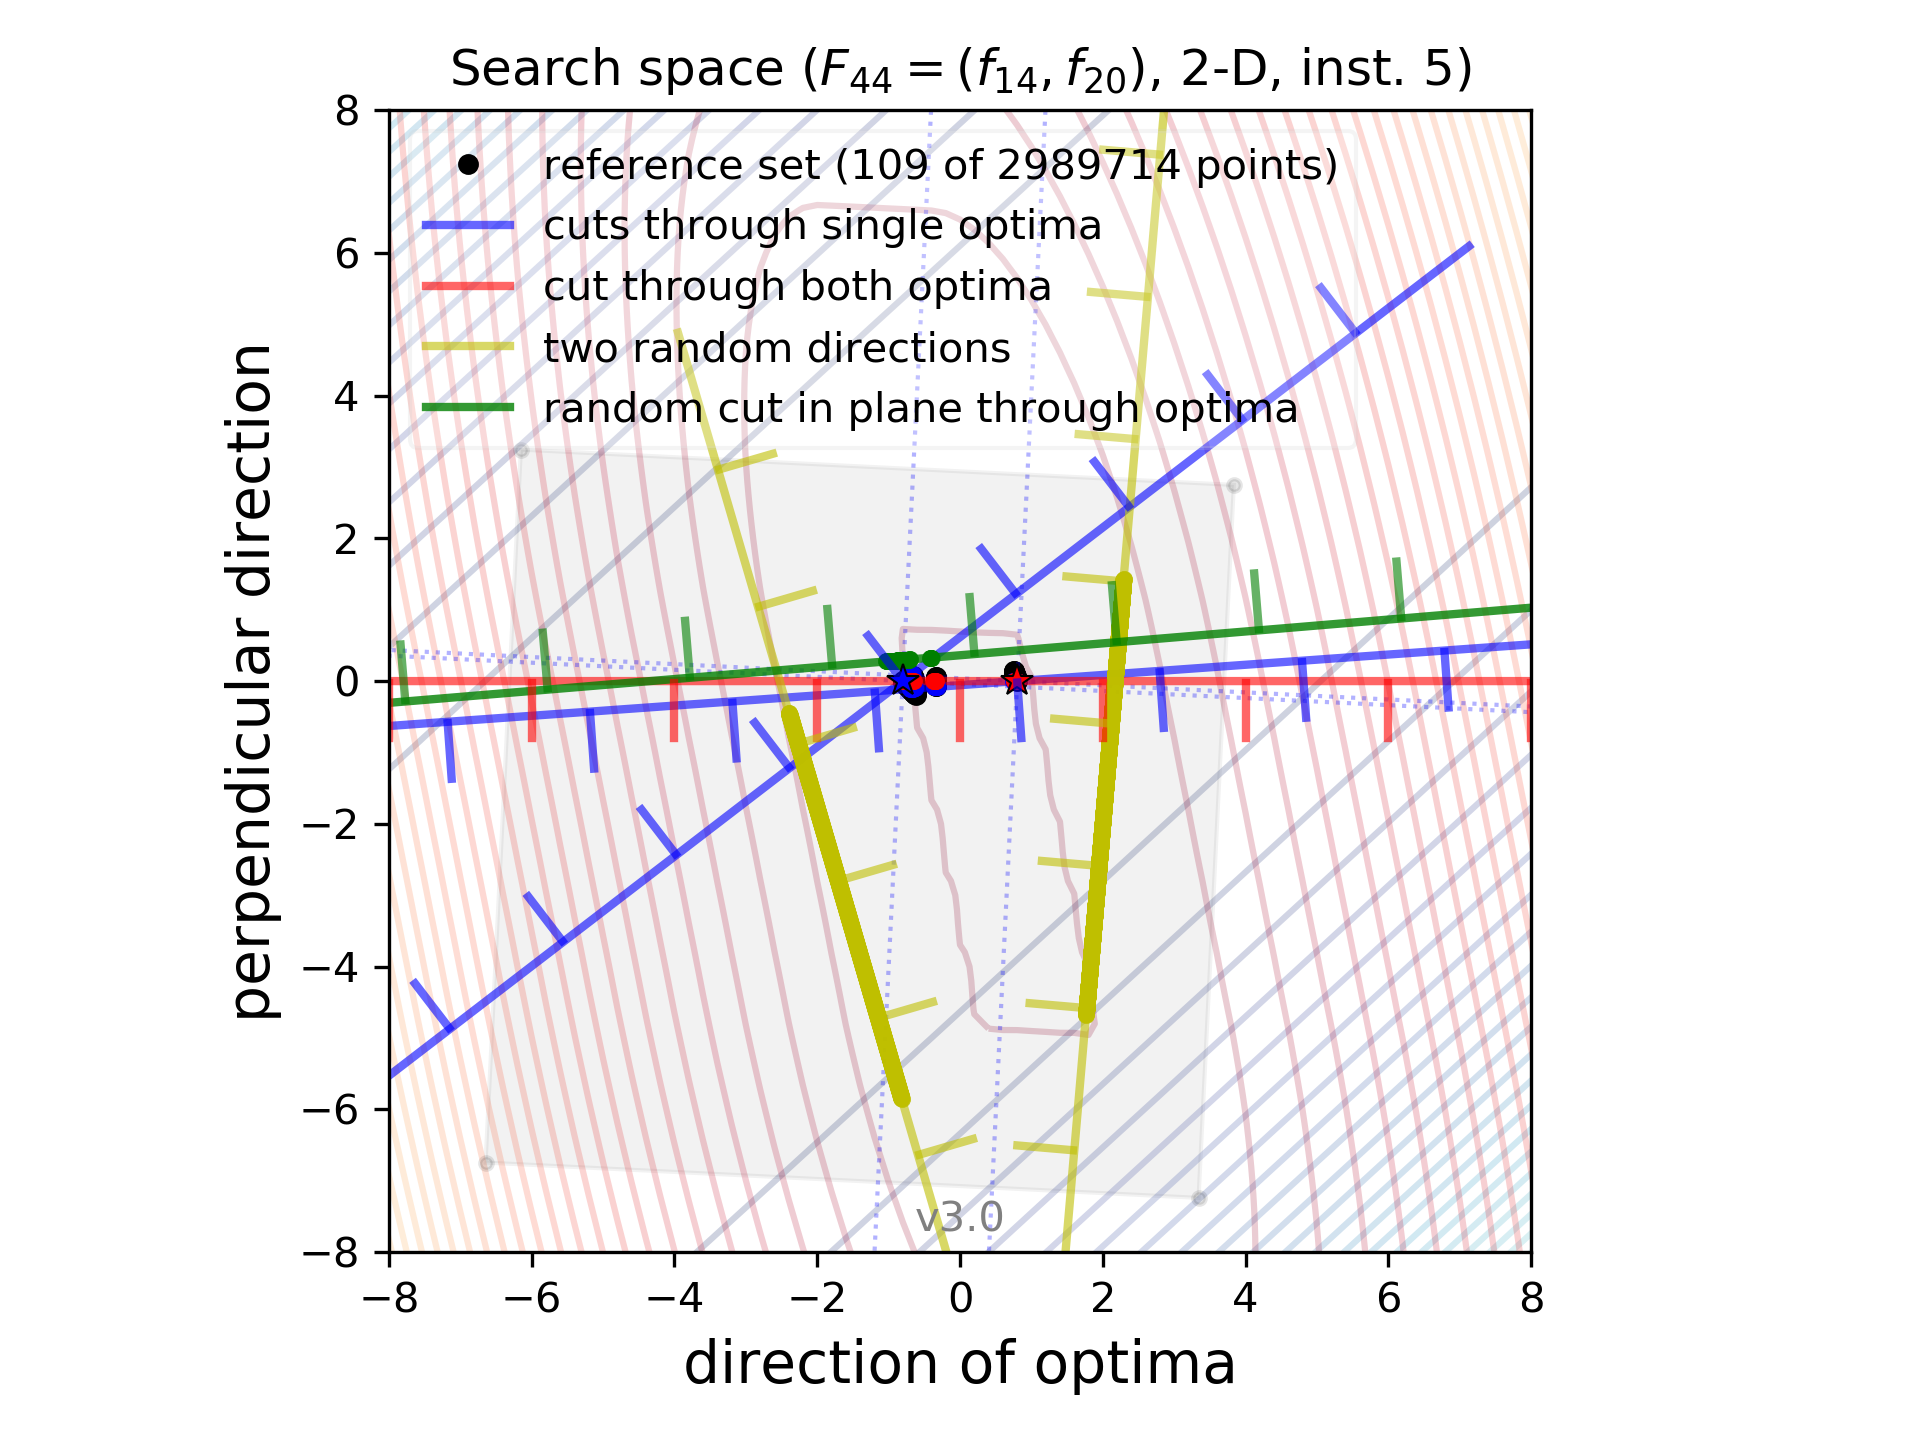 Search space (F44 = (f14, f20), 2-D, inst. 5)
8
6
4
2
0
−2
−4
−6
−8
perpendicular direction
reference set (109 of 2989714 points)
cuts through single optima
cut through both optima
two random directions
random cut in plane through optima
v3.0
−8 −6 −4 −2 0 2 4 6 8
direction of optima